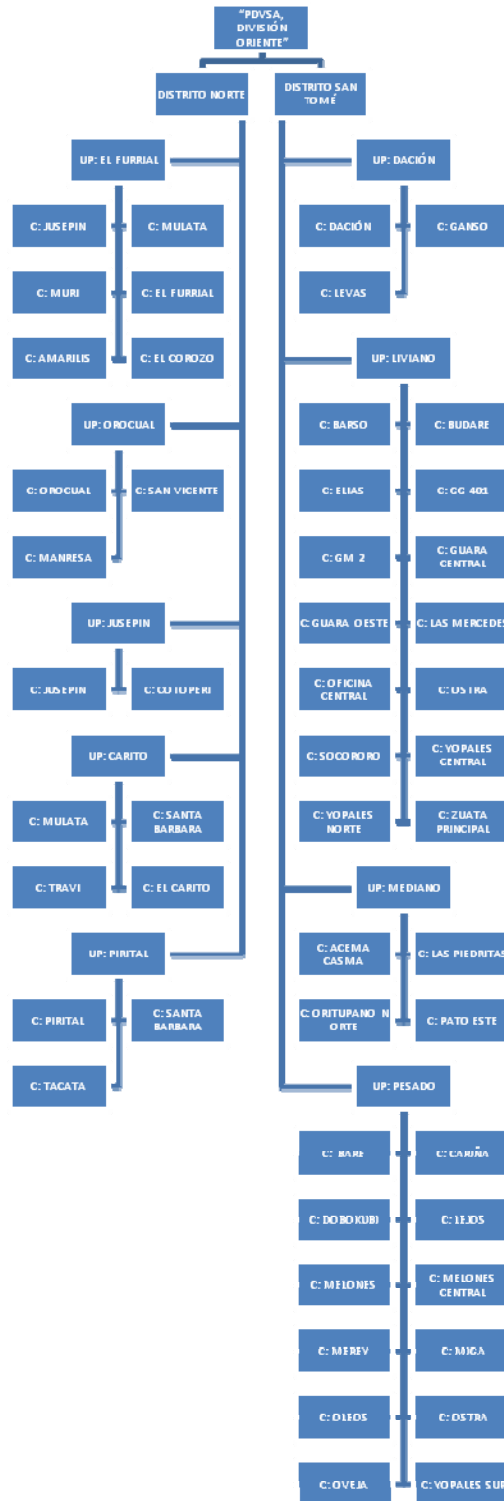 "PDVSA,
DIVISIÓN
ORIENTE"
DISTRITO NORTE
UP: EL FURRIAL
C: JUSEPIN
C: MULATA
C: MURI
C: EL FURRIAL
C: AMARILIS
C: EL COROZO
UP: OROCUAL
C: OROCUAL
C: SAN VICENTE
C: MANRESA
UP: JUSEPIN
C: JUSEPIN
C: COTOPERI
UP: CARITO
C: MULATA
C: SANTA
BARBARA
C: TRAVI
C: EL CARITO
UP: PIRITAL
C: PIRITAL
C: SANTA
BARBARA
C: TACATA
DISTRITO SAN
TOMÉ
UP: DACIÓN
C: DACIÓN
C: GANSO
C: LEVAS
UP: LIVIANO
C: BARSO
C: BUDARE
C: ELIAS
C: GG 401
C: GM 2
C: GUARA
CENTRAL
C: GUARA OESTE
C: LAS MERCEDES
C: OFICINA
CENTRAL
C: OSTRA
C: SOCORORO
C: YOPALES
CENTRAL
C: YOPALES
NORTE
C: ZUATA
PRINCIPAL
UP: MEDIANO
C: ACEMA
CASMA
C: LAS PIEDRITAS
C: ORITUPANO N
ORTE
C: PATO ESTE
UP: PESADO
C: BARE
C: CARIÑA
C: DOBOKUBI
C: LEJOS
C: MELONES
C: MELONES
CENTRAL
C: MEREY
C: MIGA
C: OLEOS
C: OSTRA
C: OVEJA
C: YOPALES SUR